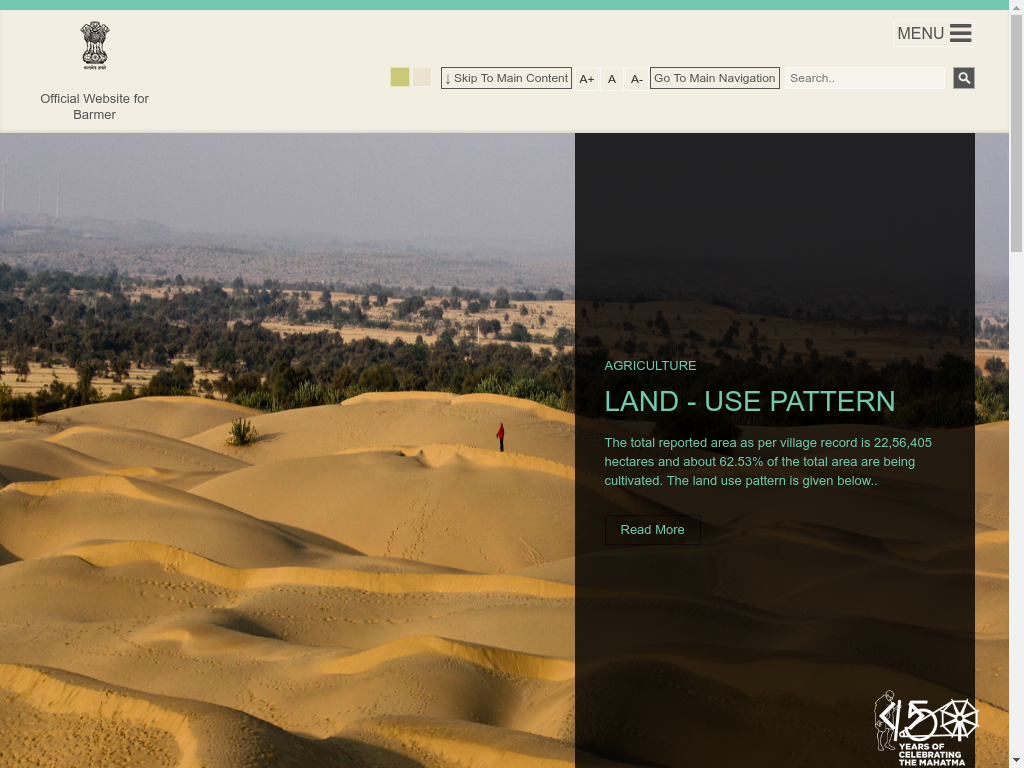 MENU
↓ Skip To Main Content
A+
A
A-
Go To Main Navigation
Search..
Official Website for
Barmer
AGRICULTURE
LAND - USE PATTERN
The total reported area as per village record is 22,56,405
hectares and about 62.53% of the total area are being
cultivated. The land use pattern is given below..
Read More
150
YEARS OF
CELEBRATING
THE MAHATMA